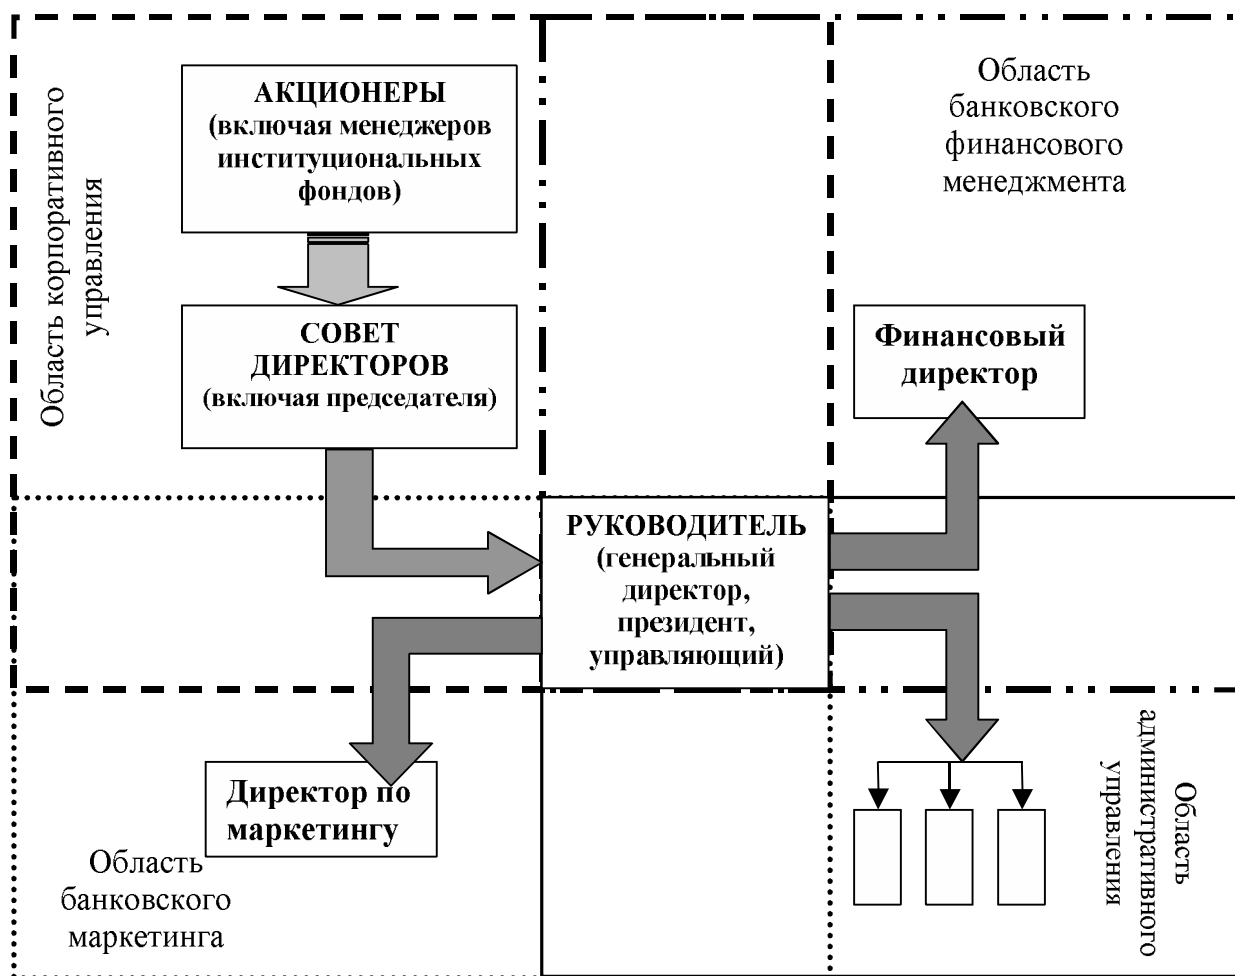 Область корпоративного
управления
АКЦИОНЕРЫ
(включая менеджеров
институциональных
фондов)
СОВЕТ
ДИРЕКТОРОВ
(включая председателя)
Область
банковского
финансового
менеджмента
Финансовый
директор
РУКОВОДИТЕЛЬ
(генеральный
директор,
президент,
управляющий)
Директор по
маркетингу
Область
банковского
маркетинга
Область
административного
управления